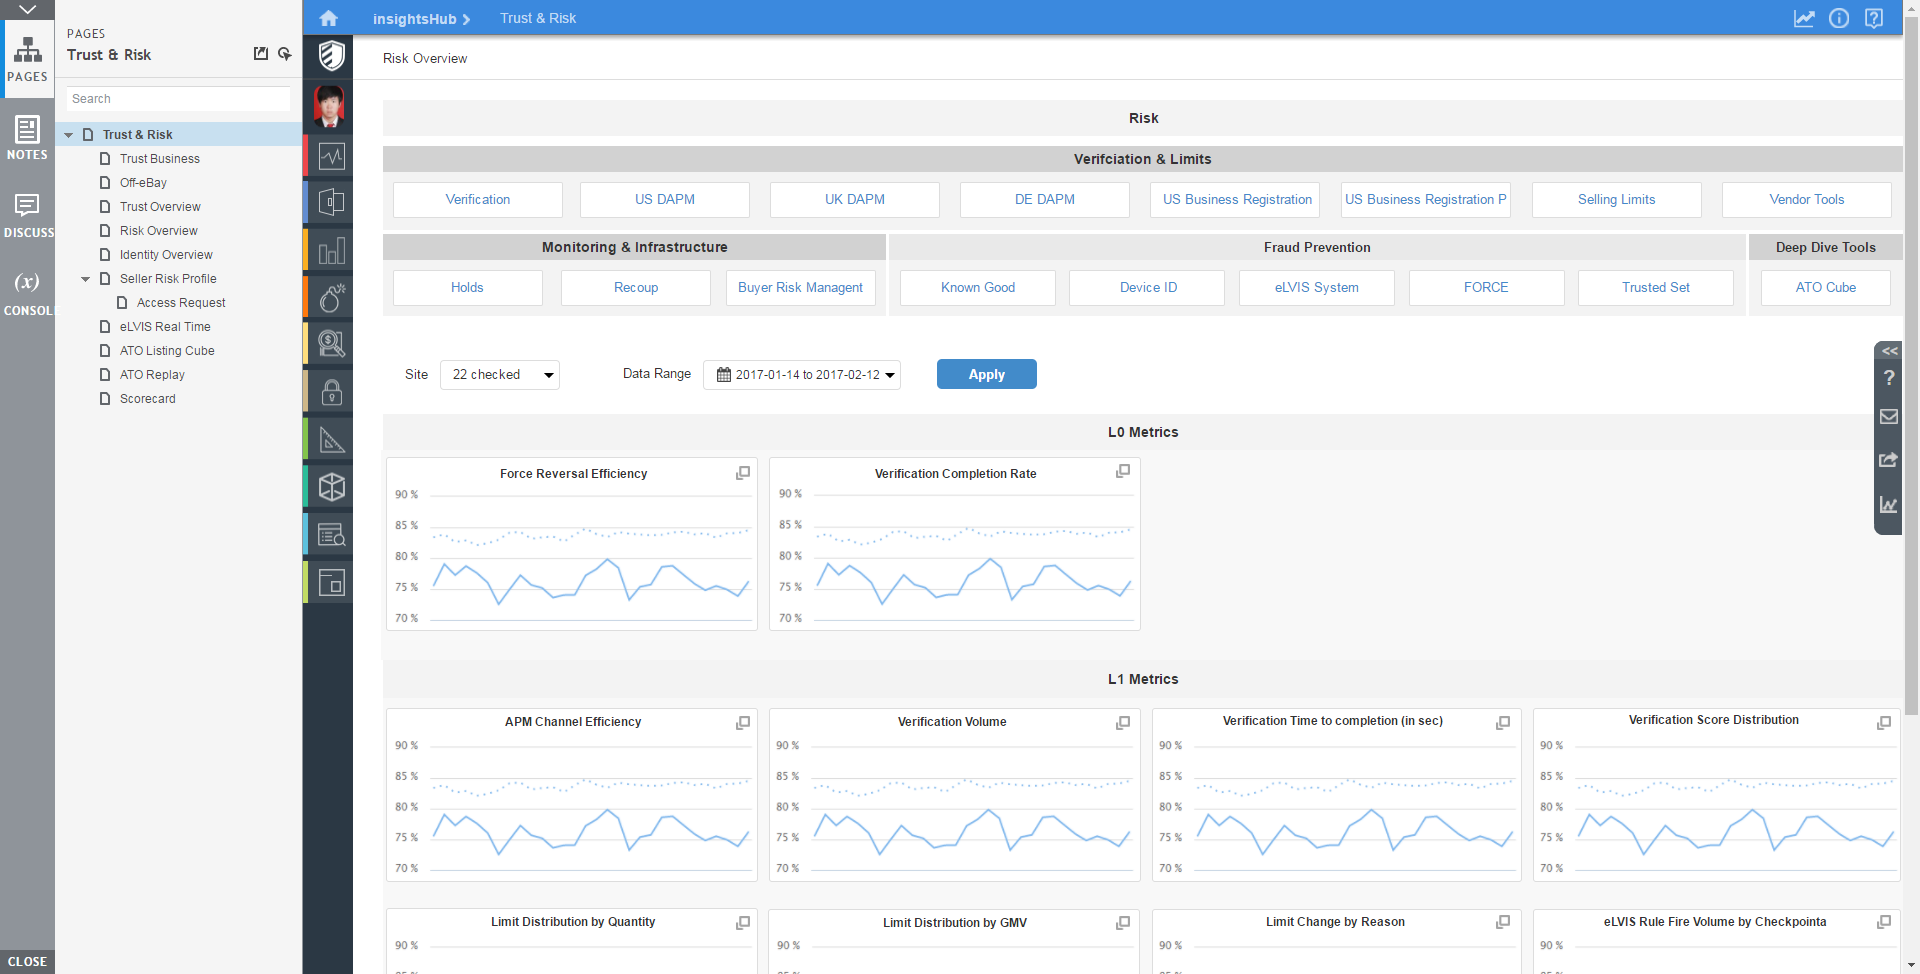 PAGES
NOTES
DISCUSS
(x)
CONSOLE
CLOSE
PAGES
Trust & Risk
Search
Trust & Risk
Trust Business
Off-eBay
Trust Overview
Risk Overview
Identity Overview
Seller Risk Profile
Access Request
eLVIS Real Time
ATO Listing Cube
ATO Replay
Scorecard
insightsHub
Trust & Risk
Risk Overview
Risk
Verifciation & Limits
Verification
US DAPM
UK DAPM
DE DAPM
US Business Registration
US Business Registration P
Selling Limits
Vendor Tools
Monitoring & Infrastructure
Fraud Prevention
Deep Dive Tools
Holds
Recoup
Buyer Risk Managent
Known Good
Device ID
eLVIS System
FORCE
Trusted Set
ATO Cube
Site
22 checked
Data Range
2017-01-14 to 2017-02-12
Apply
<<
?
L0 Metrics
Force Reversal Efficiency
90 %
85 %
80 %
75 %
70 %
Verification Completion Rate
90 %
85 %
80 %
75 %
70 %
L1 Metrics
APM Channel Efficiency
90 %
85 %
80 %
75 %
70 %
Verification Volume
90 %
85 %
80 %
75 %
70 %
Verification Time to completion (in sec)
90 %
85 %
80 %
75 %
70 %
Verification Score Distribution
90 %
85 %
80 %
75 %
70 %
Limit Distribution by Quantity
90 %
85 %
Limit Distribution by GMV
90 %
85 %
Limit Change by Reason
90 %
85 %
eLVIS Rule Fire Volume by Checkpointa
90 %
85 %